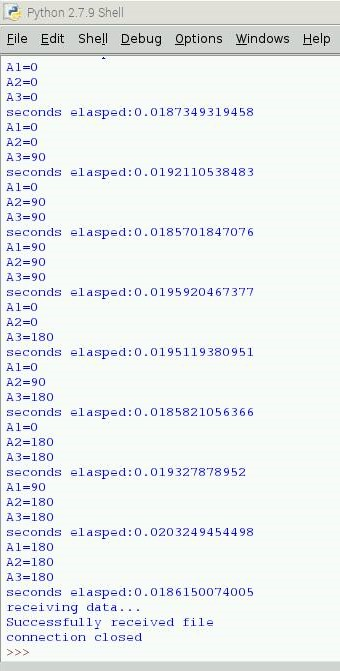 Python 2.7.9 Shell
File Edit Shell Debug Options Windows Help
A1=0
A2=0
A3=0
seconds elasped:0.0187349319458
A1=0
A2=0
A3=90
seconds elasped:0.0192110538483
A1=0
A2=90
A3=90
seconds elasped:0.0185701847076
A1=90
A2=90
A3=90
seconds elasped:0.0195920467377
A1=0
A2=0
A3=180
seconds elasped:0.0195119380951
A1=0
A2=90
A3=180
seconds elasped:0.0185821056366
A1=0
A2=180
A3=180
seconds elasped:0.019327878952
A1=90
A2=180
A3=180
seconds elasped:0.0203249454498
A1=180
A2=180
A3=180
seconds elasped:0.0186150074005
receiving data...
Successfully received file
connection closed
>>>